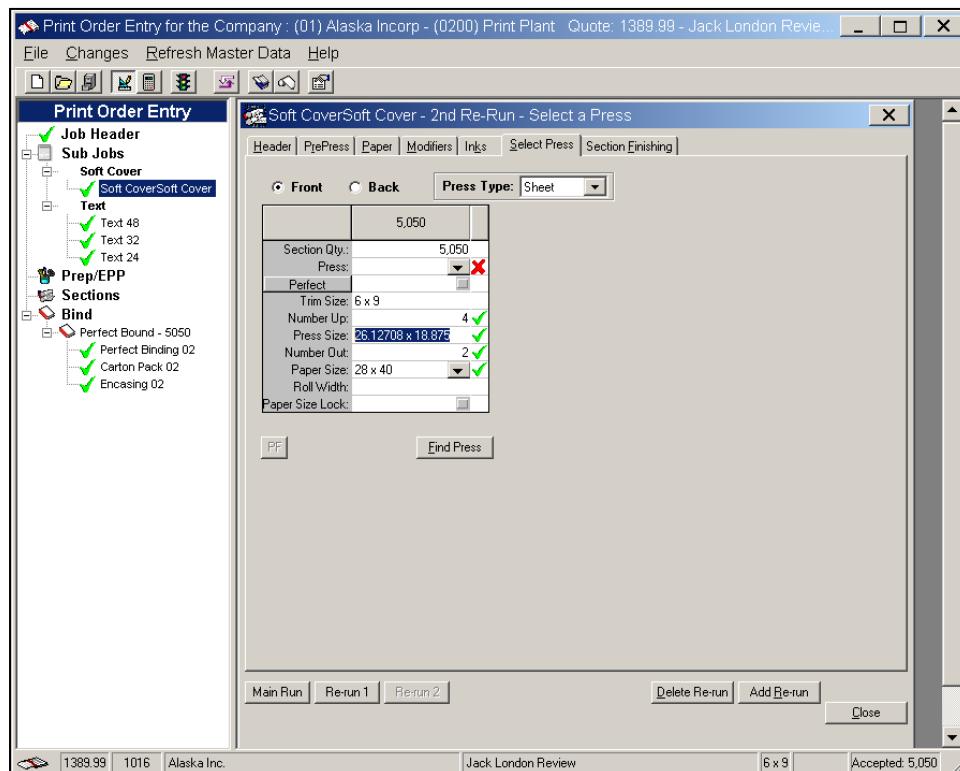 Print Order Entry for the Company : (01) Alaska Incorp - (0200) Print Plant Quote: 1389.99 - Jack London Revie...
File Changes Refresh Master Data Help
Print Order Entry
Job Header
Sub Jobs
Soft Cover
Soft CoverSoft Cover
Text
Text 48
Text 32
Text 24
Prep/EPP
Sections
Bind
Perfect Bound - 5050
Perfect Binding 02
Carton Pack 02
Encasing 02
Soft CoverSoft Cover - 2nd Re-Run - Select a Press
Header PrePress Paper Modifiers Inks Select Press Section Finishing
Front Back Press Type: Sheet
5,050
Section Qty.: 5,050
Press:
Perfect
Trim Size: 6 x 9
Number Up: 4
Press Size: 26.12708 x 18.875
Number Out: 2
Paper Size: 28 x 40
Roll Width:
Paper Size Lock:
PF Find Press
Main Run Re-run 1 Re-run 2 Delete Re-run Add Re-run
Close
1389.99 1016 Alaska Inc. Jack London Review 6 x 9 Accepted: 5,050